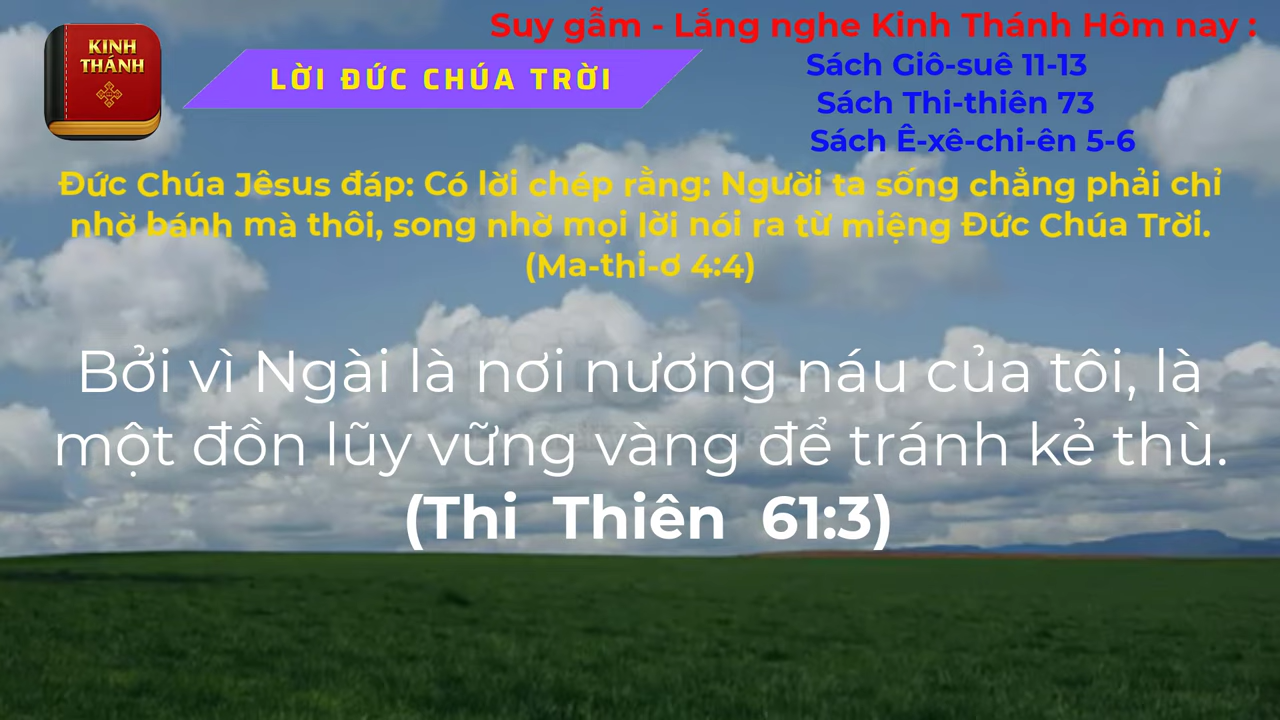 KINH
THÁNH
LỜI ĐỨC CHÚA TRỜI
Suy gẫm - Lắng nghe Kinh Thánh Hôm nay :
Sách Giô-suê 11-13
Sách Thi-thiên 73
Sách Ê-xê-chi-ên 5-6
Đức Chúa Jêsus đáp: Có lời chép rằng: Người ta sống chẳng phải chỉ
nhờ bánh mà thôi, song nhờ mọi lời nói ra từ miệng Đức Chúa Trời.
(Ma-thi-ơ 4:4)
Bởi vì Ngài là nơi nương náu của tôi, là
một đồn lũy vững vàng để tránh kẻ thù.
(Thi Thiên 61:3)